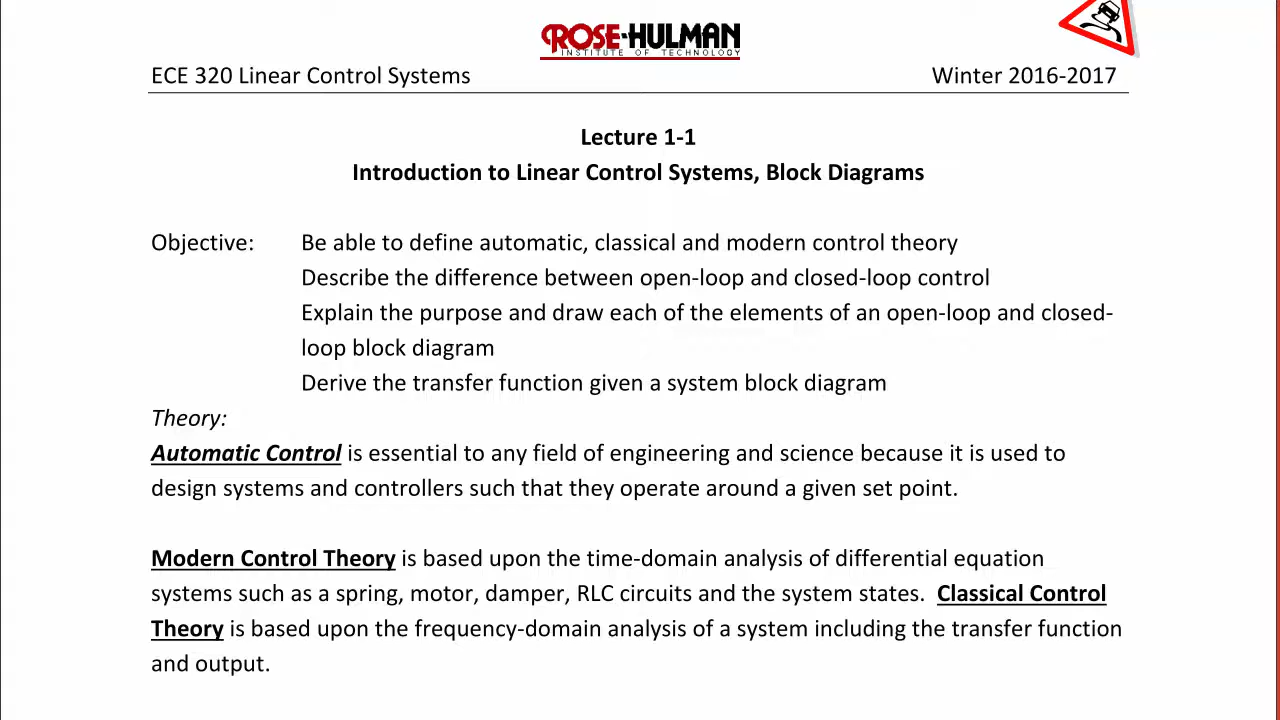 ROSE-HULMAN
INSTITUTE OF TECHNOLOGY
ECE 320 Linear Control Systems Winter 2016-2017
Lecture 1-1
Introduction to Linear Control Systems, Block Diagrams
Objective: Be able to define automatic, classical and modern control theory
Describe the difference between open-loop and closed-loop control
Explain the purpose and draw each of the elements of an open-loop and closed-
loop block diagram
Derive the transfer function given a system block diagram
Theory:
Automatic Control is essential to any field of engineering and science because it is used to
design systems and controllers such that they operate around a given set point.
Modern Control Theory is based upon the time-domain analysis of differential equation
systems such as a spring, motor, damper, RLC circuits and the system states. Classical Control
Theory is based upon the frequency-domain analysis of a system including the transfer function
and output.